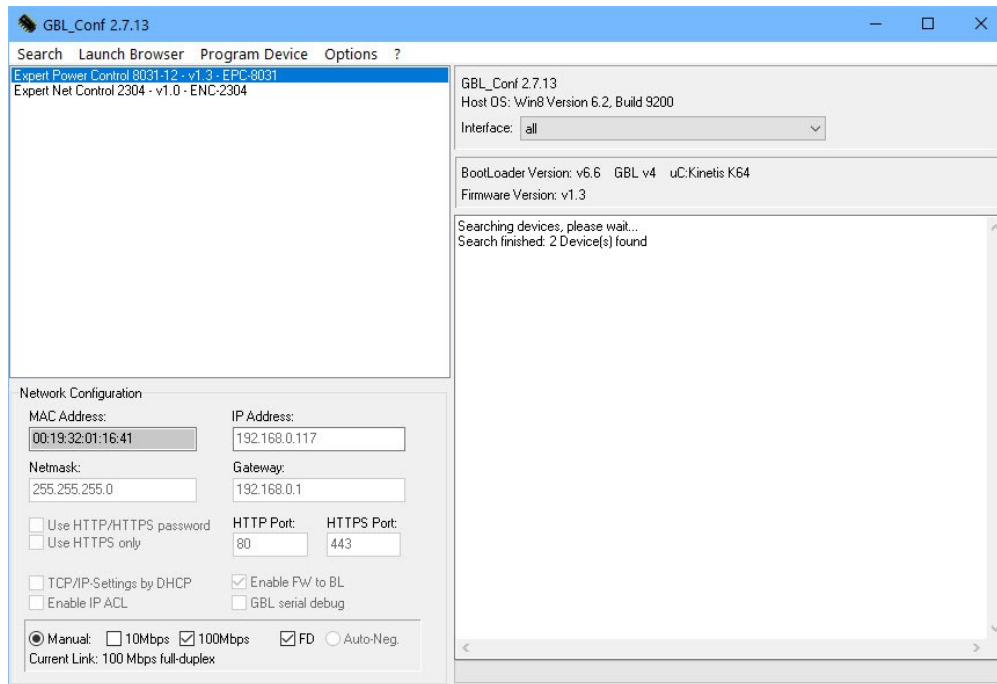 GBL_Conf 2.7.13
Search Launch Browser Program Device Options ?
Expert Power Control 8031-12 - v1.3 - EPC-8031
Expert Net Control 2304 - v1.0 - ENC-2304
GBL_Conf 2.7.13
Host OS: Win8 Version 6.2, Build 9200
Interface: all
BootLoader Version: v6.6 GBL v4 uC:Kinetis K64
Firmware Version: v1.3
Searching devices, please wait...
Search finished: 2 Device(s) found
Network Configuration
MAC Address: IP Address:
00:19:32:01:16:41 192.168.0.117
Netmask: Gateway:
255.255.255.0 192.168.0.1
Use HTTP/HTTPS password HTTP Port: HTTPS Port:
Use HTTPS only 80 443
TCP/IP-Settings by DHCP Enable FW to BL
Enable IP ACL GBL serial debug
Manual: 10Mbps 100Mbps FD Auto-Neg.
Current Link: 100 Mbps full-duplex